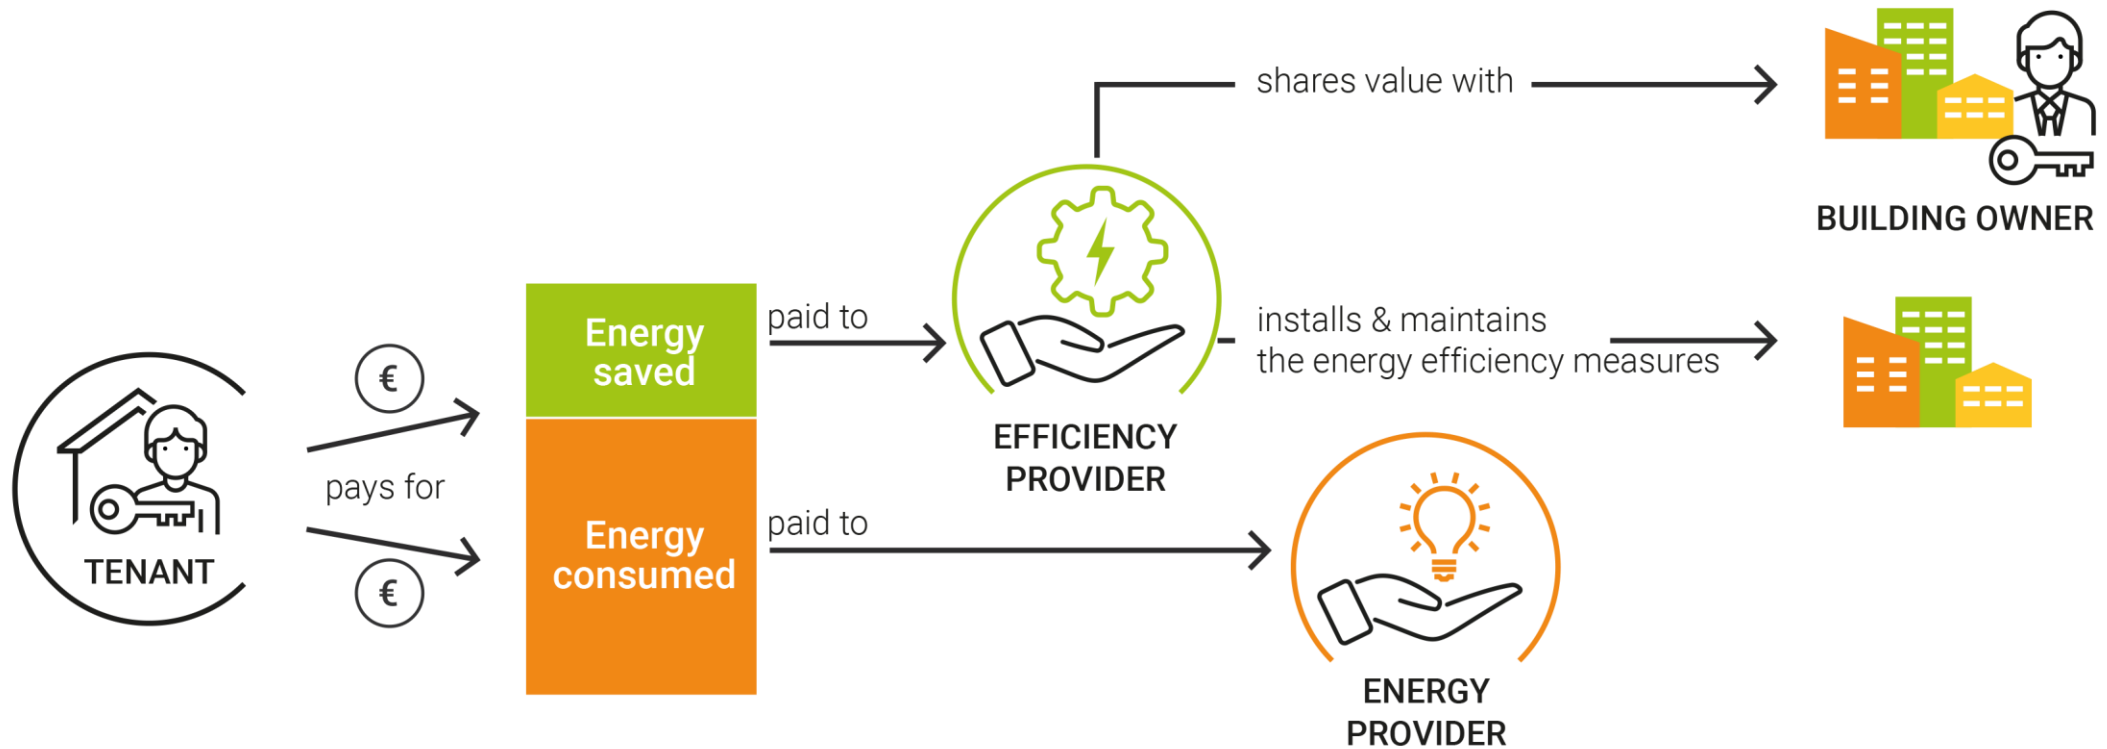 shares value with
BUILDING OWNER
Energy
saved
paid to
installs & maintains
the energy efficiency measures
EFFICIENCY
PROVIDER
€
pays for
€
TENANT
Energy
consumed
paid to
ENERGY
PROVIDER